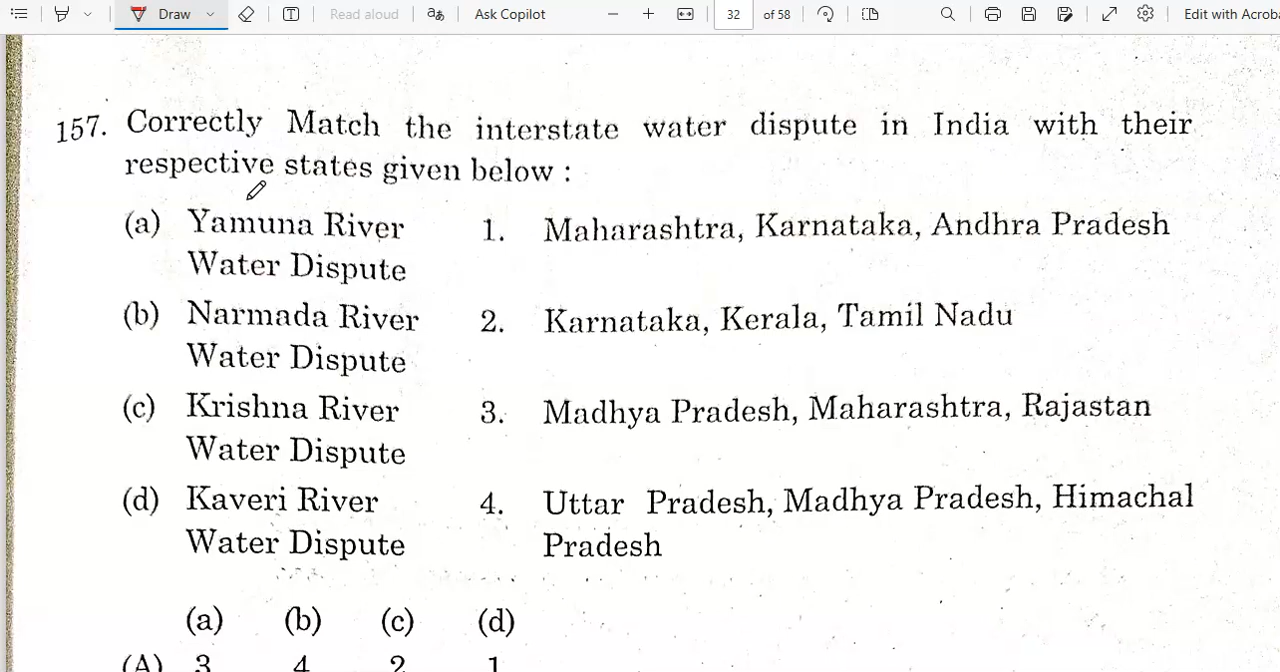 Draw Read aloud aあ Ask Copilot 32 of 58 Edit with Acroba
157. Correctly Match the interstate water dispute in India with their
respective states given below :
(a) Yamuna River 1. Maharashtra, Karnataka, Andhra Pradesh
Water Dispute
(b) Narmada River 2. Karnataka, Kerala, Tamil Nadu
Water Dispute
(c) Krishna River 3. Madhya Pradesh, Maharashtra, Rajastan
Water Dispute
(d) Kaveri River 4. Uttar Pradesh, Madhya Pradesh, Himachal
Water Dispute Pradesh
(a) (b) (c) (d)
(A) 3 4 2 1